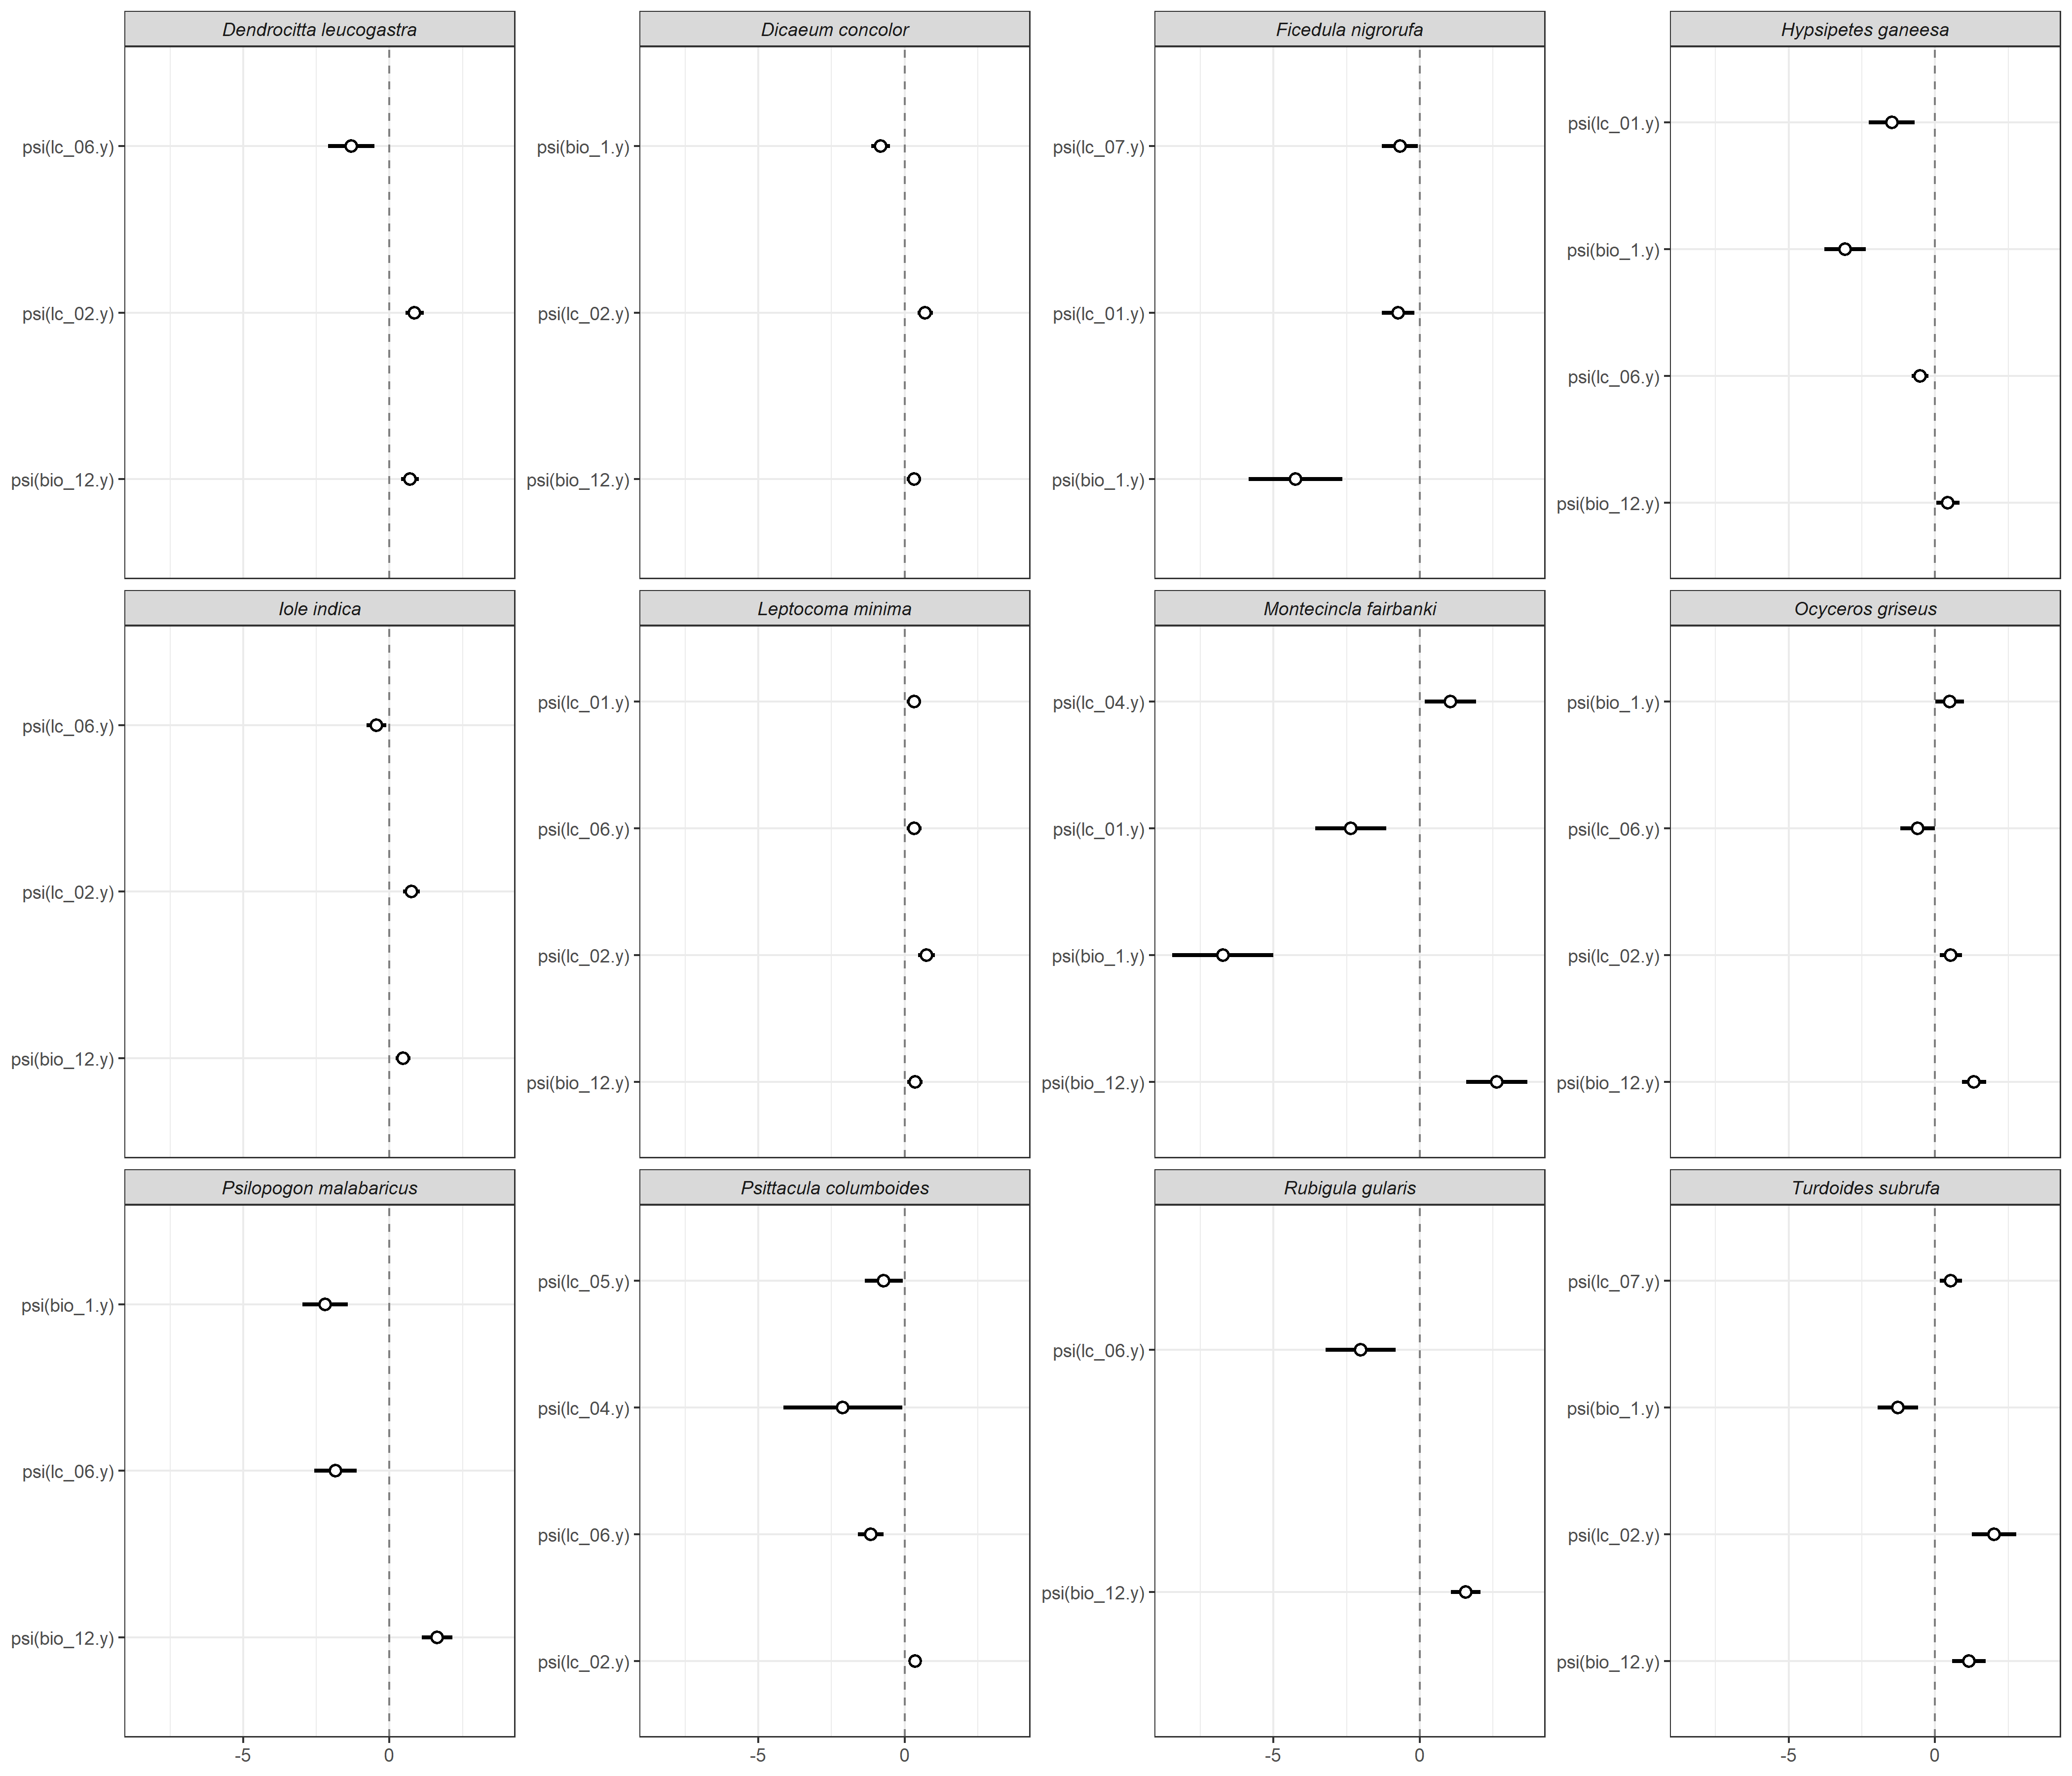 Dendrocitta leucogastra
psi(lc_06.y)
psi(lc_02.y)
psi(bio_12.y)
Dicaeum concolor
psi(bio_1.y)
psi(lc_02.y)
psi(bio_12.y)
Ficedula nigrorufa
psi(lc_07.y)
psi(lc_01.y)
psi(bio_1.y)
Hypsipetes ganeesa
psi(lc_01.y)
psi(bio_1.y)
psi(lc_06.y)
psi(bio_12.y)
Iole indica
psi(lc_06.y)
psi(lc_02.y)
psi(bio_12.y)
Leptocoma minima
psi(lc_01.y)
psi(lc_06.y)
psi(lc_02.y)
psi(bio_12.y)
Montecincla fairbanki
psi(lc_04.y)
psi(lc_01.y)
psi(bio_1.y)
psi(bio_12.y)
Ocyceros griseus
psi(bio_1.y)
psi(lc_06.y)
psi(lc_02.y)
psi(bio_12.y)
Psilopogon malabaricus
psi(bio_1.y)
psi(lc_06.y)
psi(bio_12.y)
-5 0
Psittacula columboides
psi(lc_05.y)
psi(lc_04.y)
psi(lc_06.y)
psi(lc_02.y)
-5 0
Rubigula gularis
psi(lc_06.y)
psi(bio_12.y)
-5 0
Turdoides subrufa
psi(lc_07.y)
psi(bio_1.y)
psi(lc_02.y)
psi(bio_12.y)
-5 0